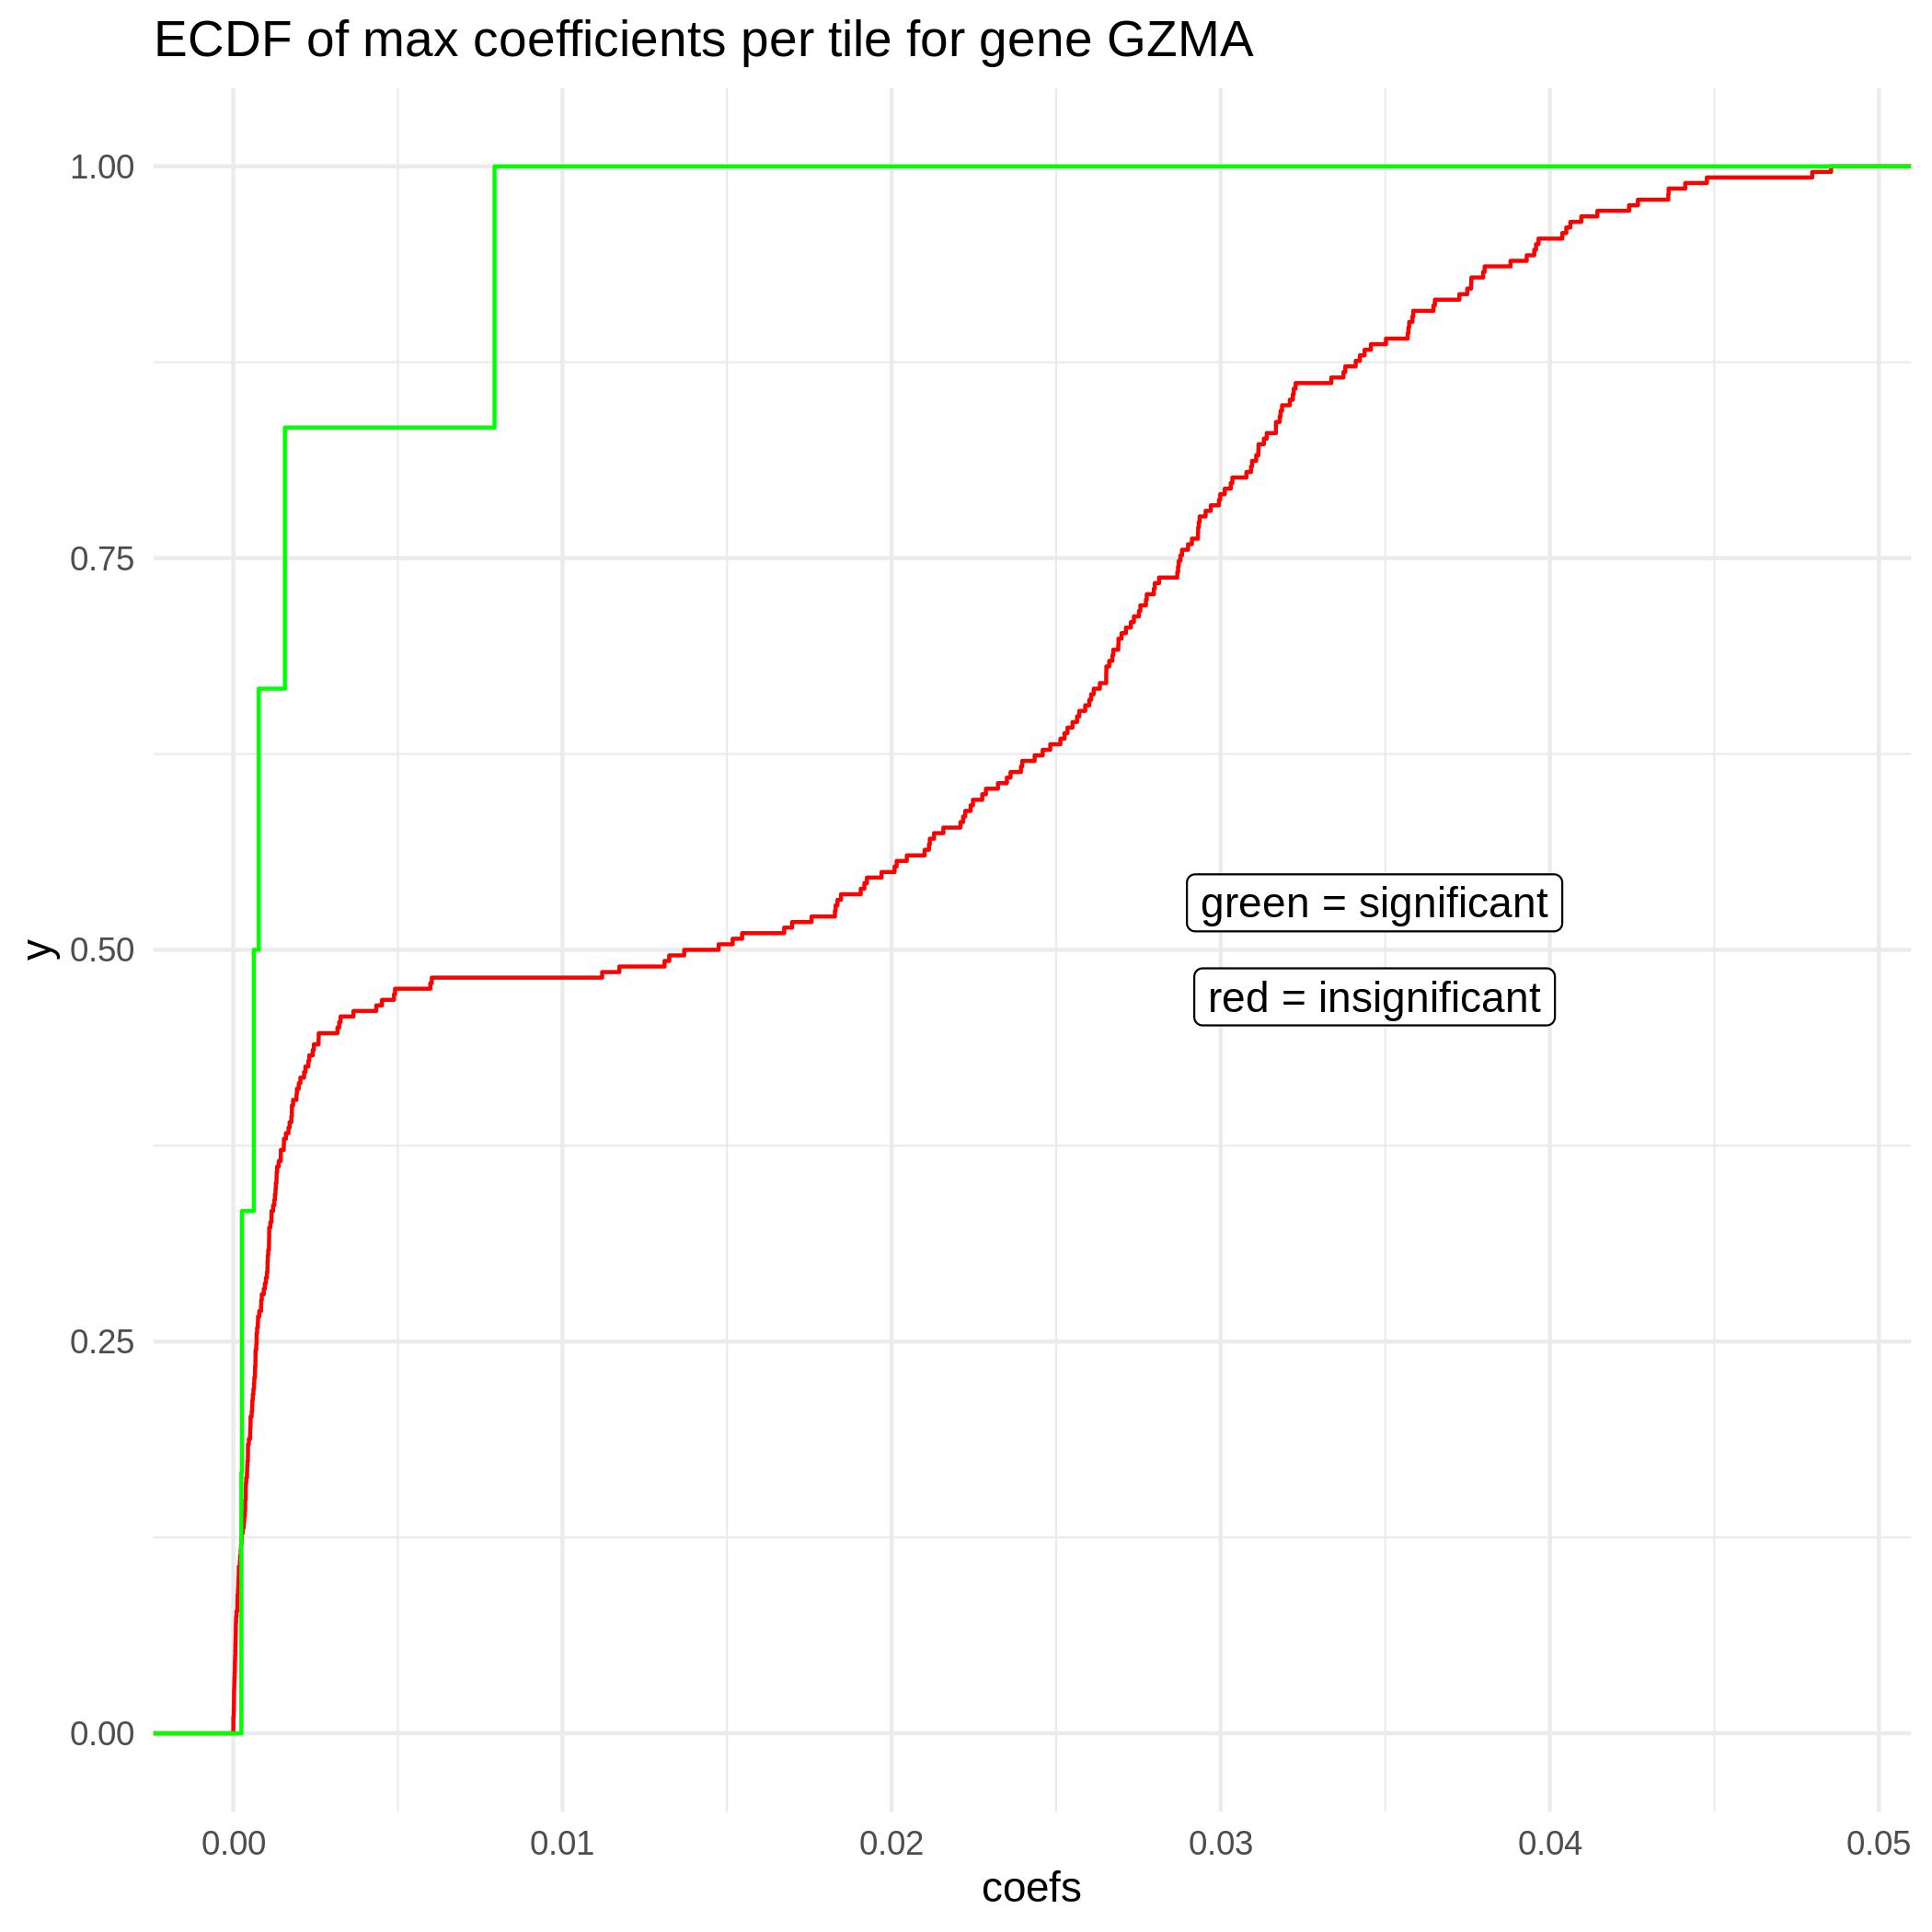 ECDF of max coefficients per tile for gene GZMA
1.00
0.75
0.50
0.25
0.00
y
green = significant
red = insignificant
0.00 0.01 0.02 0.03 0.04 0.05
coefs